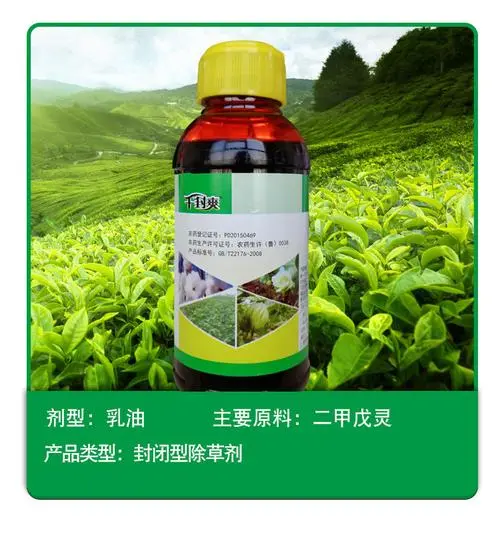 千封爽
农药登记证号：PD20150469
农药生产许可证号：农药生许（鲁）0038
产品标准号：GB/T22176-2008
剂型：乳油 主要原料：二甲戊灵
产品类型：封闭型除草剂